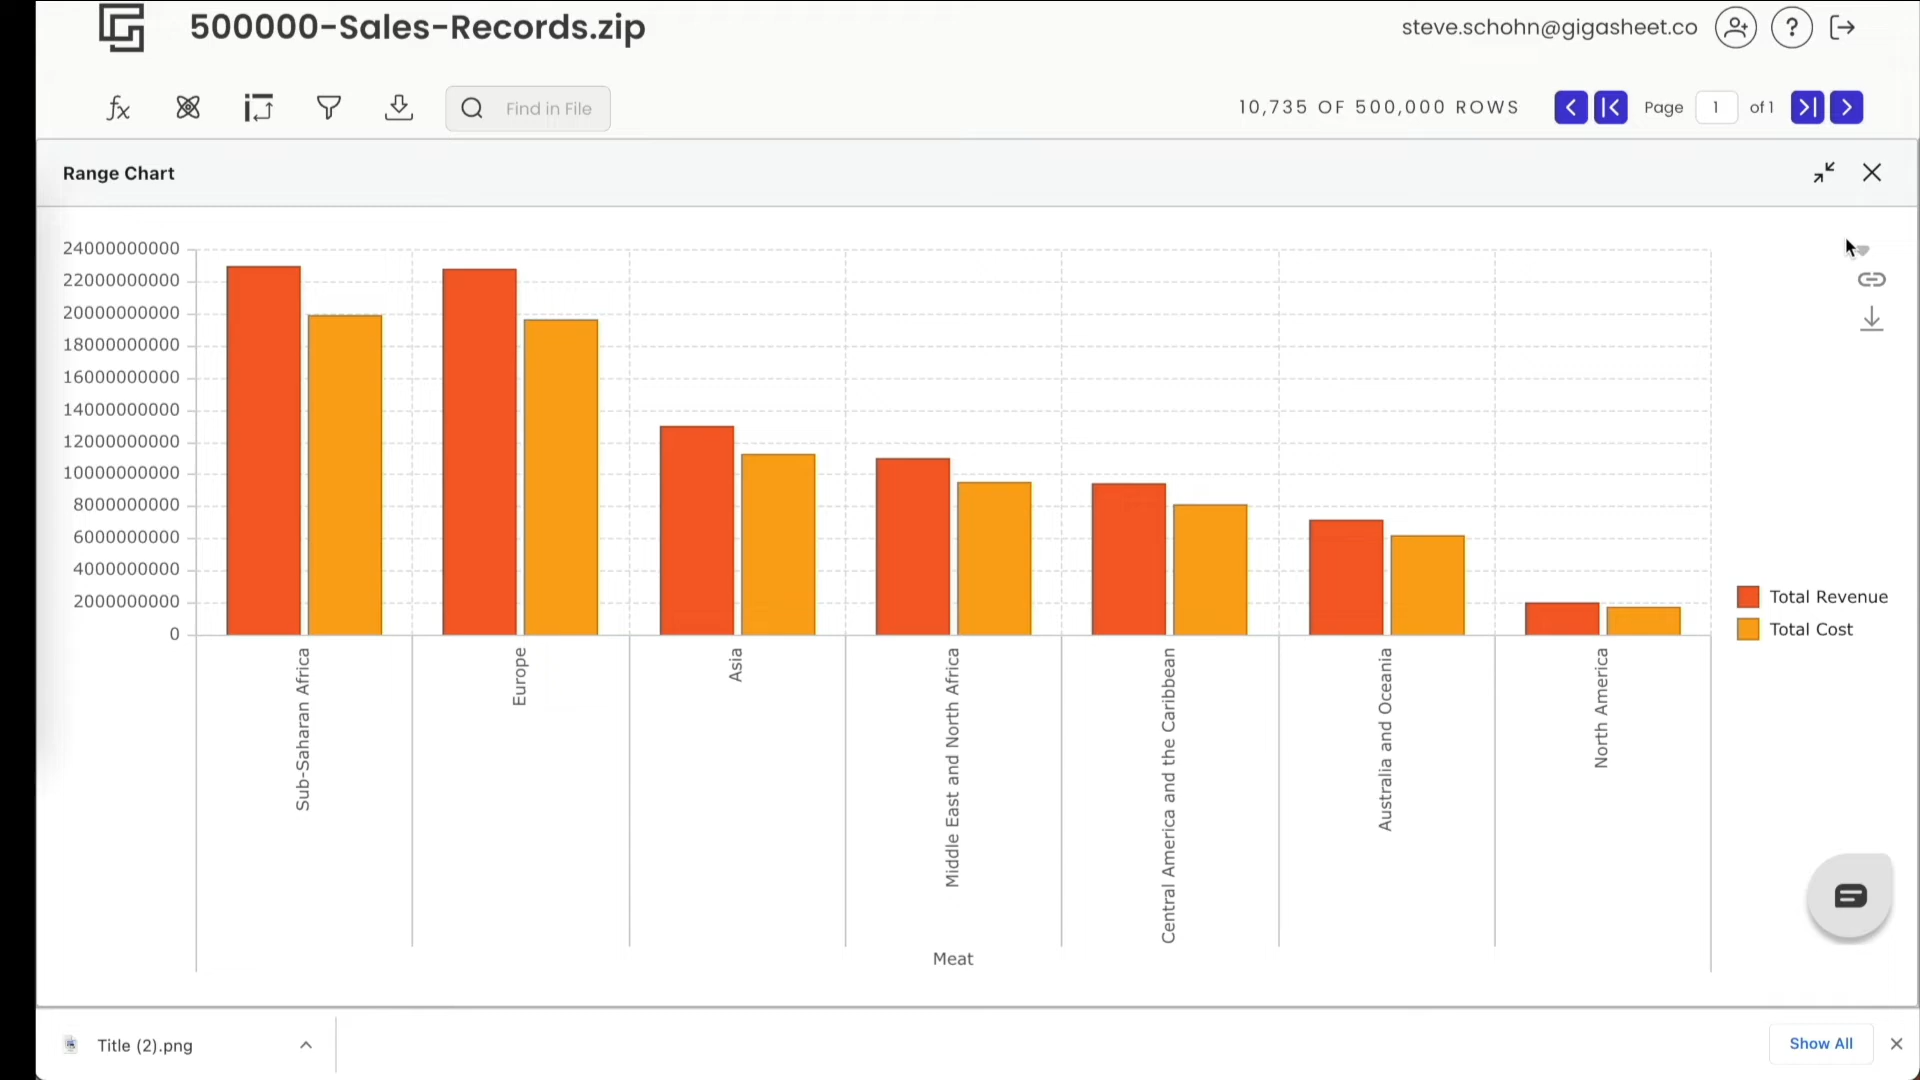 500000-Sales-Records.zip
steve.schohn@gigasheet.co
?
fx
Find in File
10,735 OF 500,000 ROWS
Page 1 of 1
Range Chart
24000000000
22000000000
20000000000
18000000000
16000000000
14000000000
12000000000
10000000000
8000000000
6000000000
4000000000
2000000000
0
Total Revenue
Total Cost
Sub-Saharan Africa
Europe
Asia
Middle East and North Africa
Central America and the Caribbean
Australia and Oceania
North America
Meat
Title (2).png
Show All